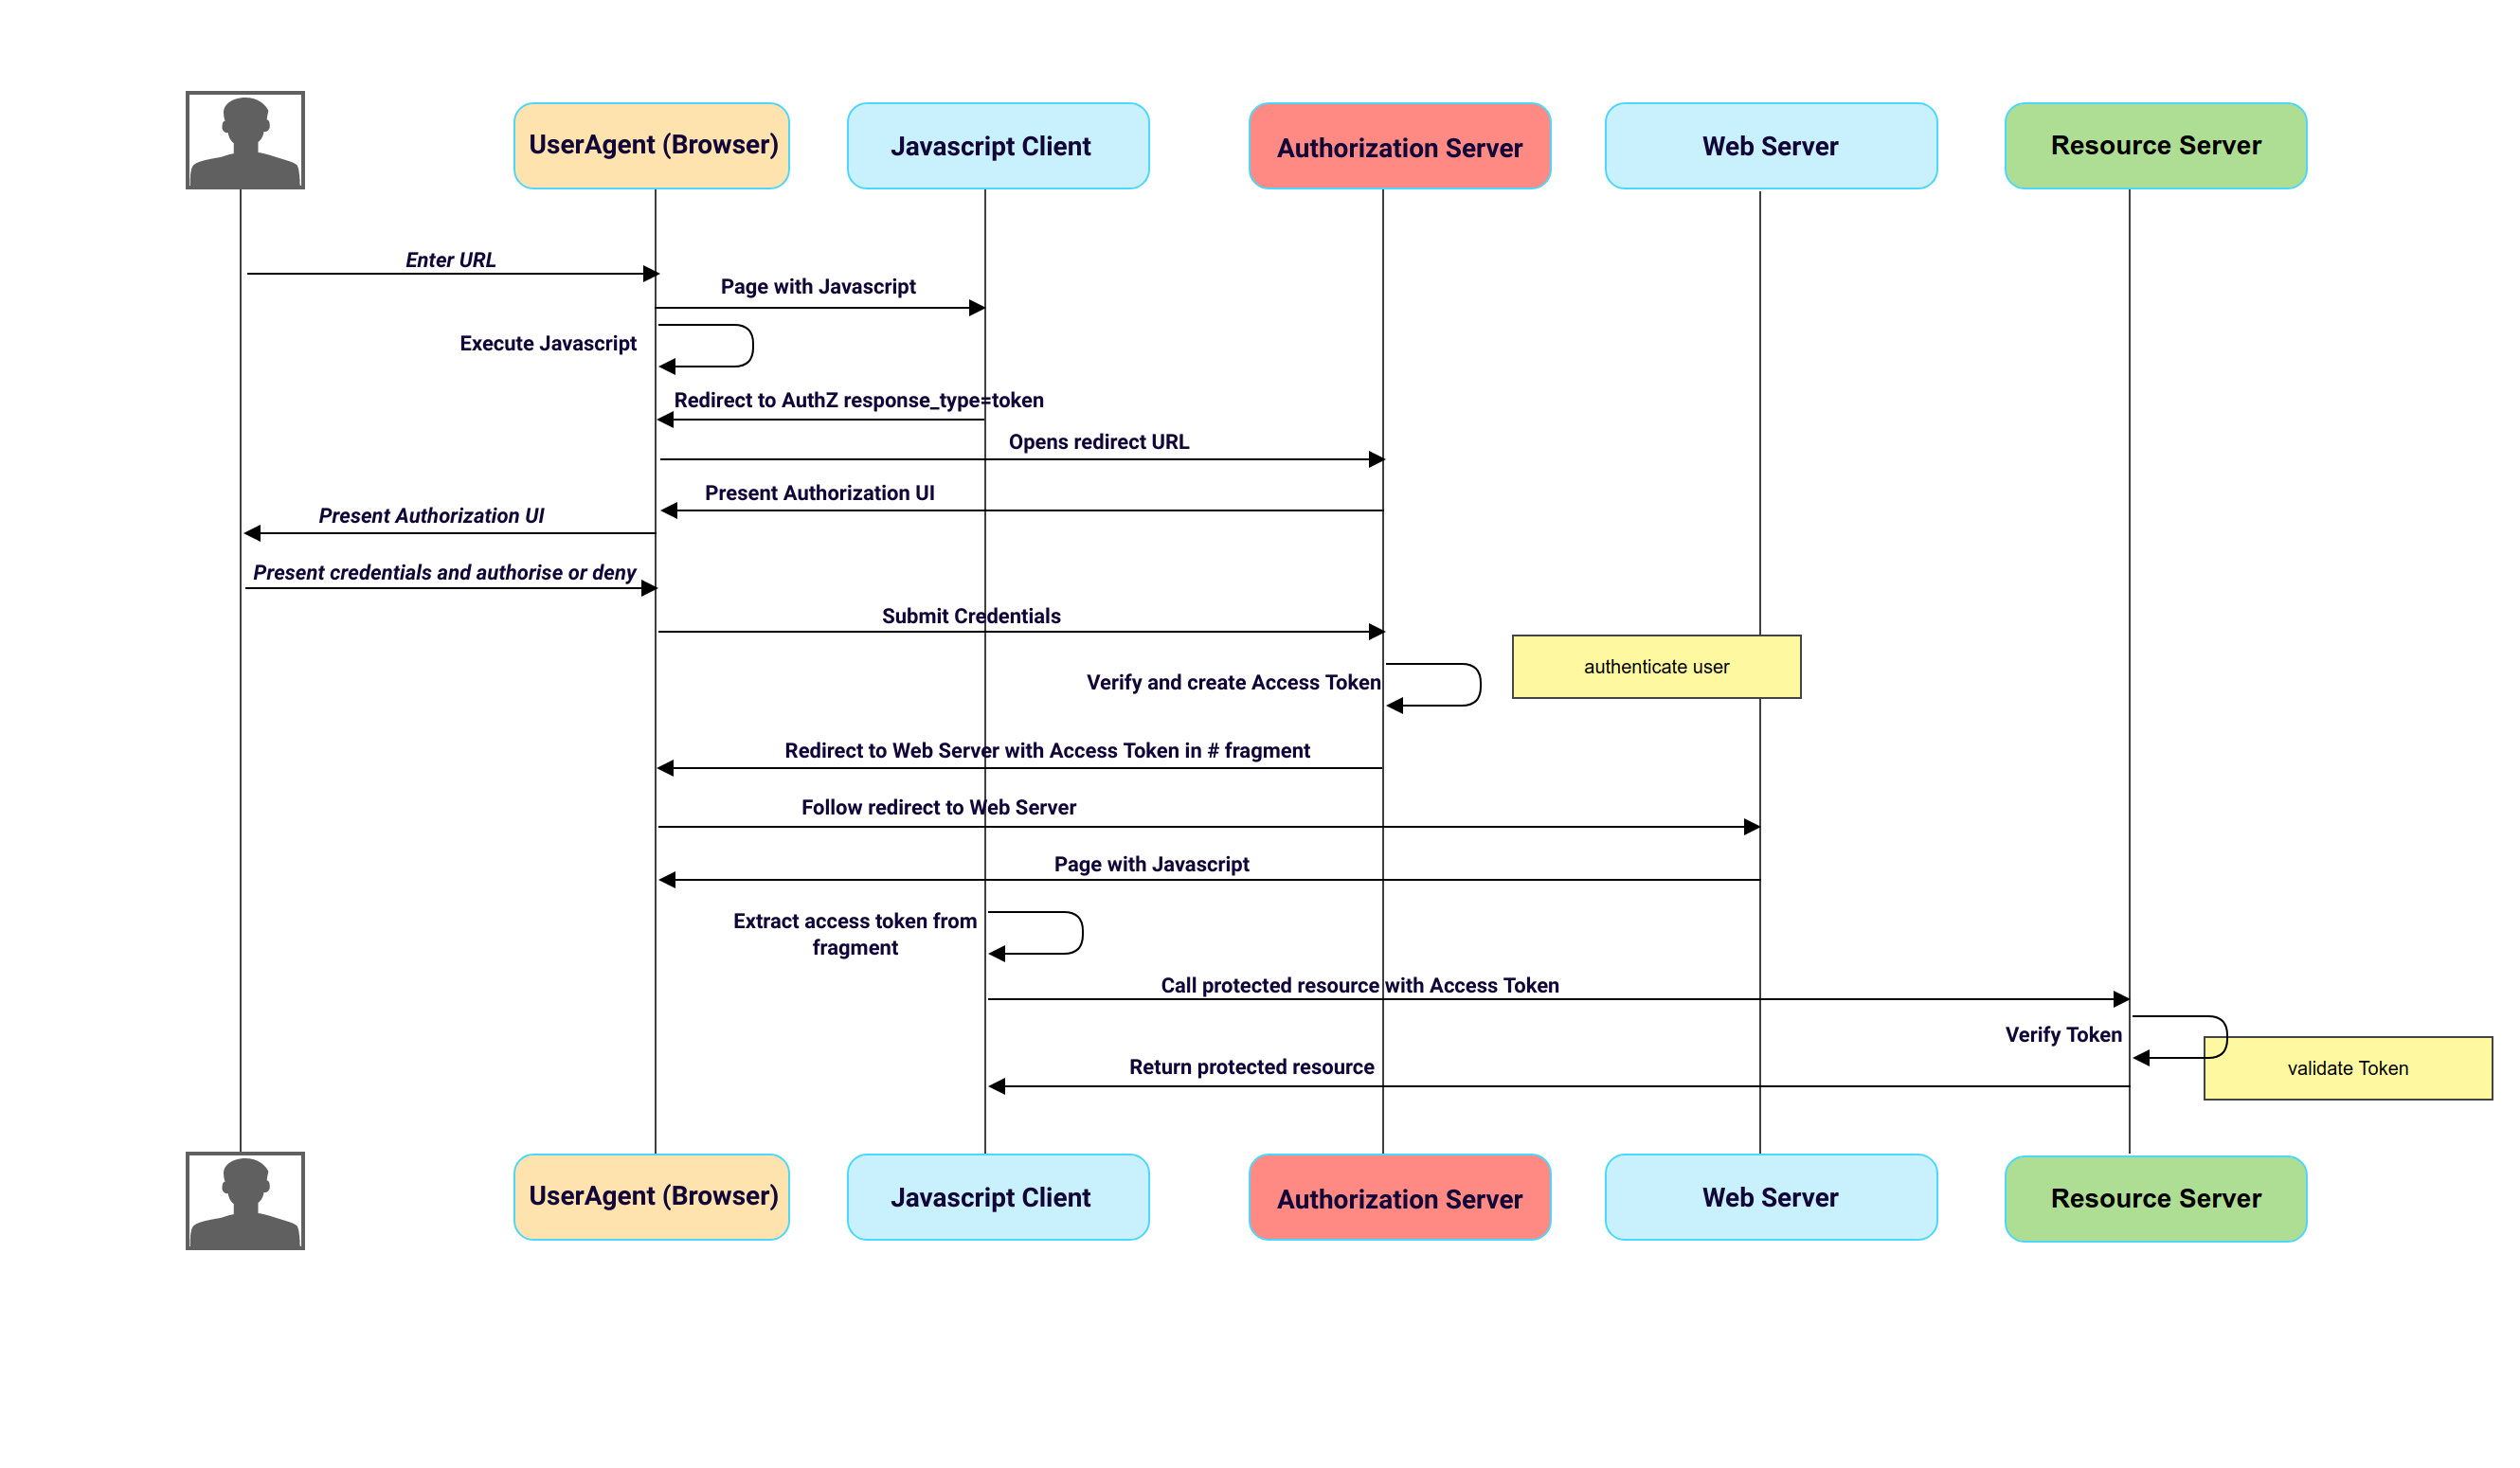 UserAgent (Browser)
Javascript Client
Authorization Server
Web Server
Resource Server
Enter URL
Page with Javascript
Execute Javascript
Redirect to AuthZ response_type=token
Opens redirect URL
Present Authorization UI
Present Authorization UI
Present credentials and authorise or deny
Submit Credentials
authenticate user
Verify and create Access Token
Redirect to Web Server with Access Token in # fragment
Follow redirect to Web Server
Page with Javascript
Extract access token from
fragment
Call protected resource with Access Token
Verify Token
Return protected resource
validate Token
UserAgent (Browser)
Javascript Client
Authorization Server
Web Server
Resource Server